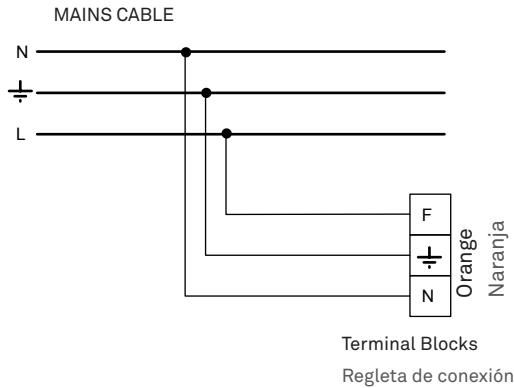 MAINS CABLE
N
L
F
N
Orange
Naranja
Terminal Blocks
Regleta de conexión